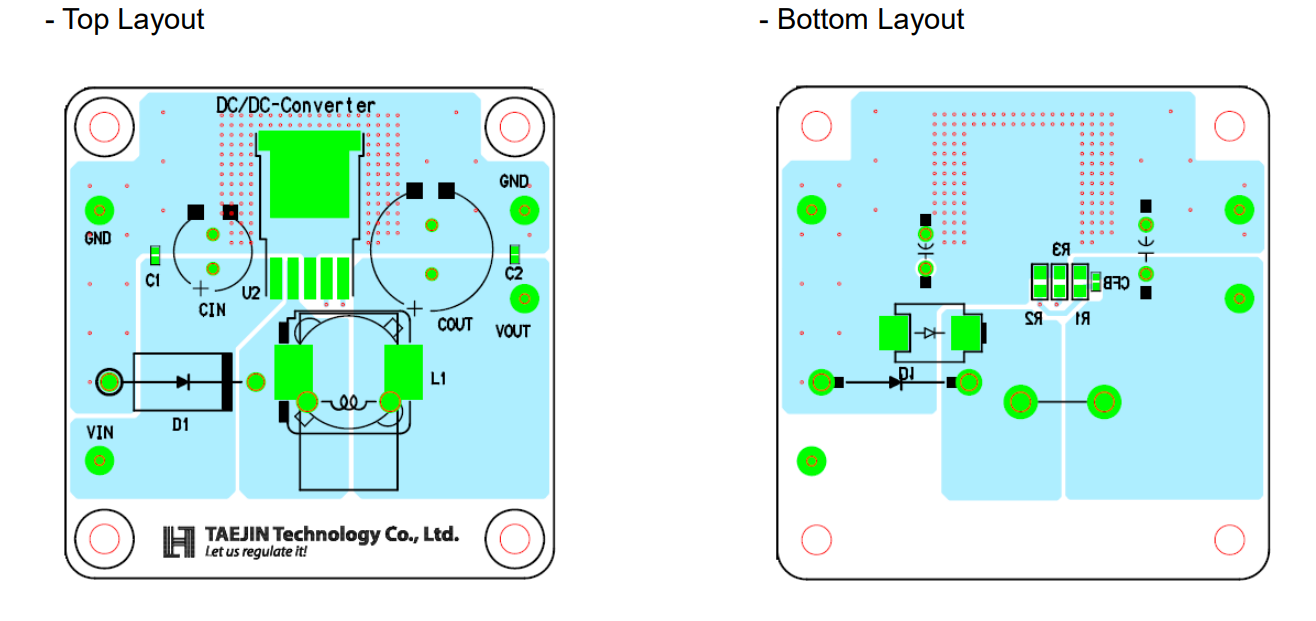 - Top Layout
- Bottom Layout
DC/DC-Converter
GND
GND
C1
CIN
U2
C2
COUT
VOUT
L1
D1
VIN
TAEJIN Technology Co., Ltd.
Let us regulate it!
R3
CFB
R2
R1
D1